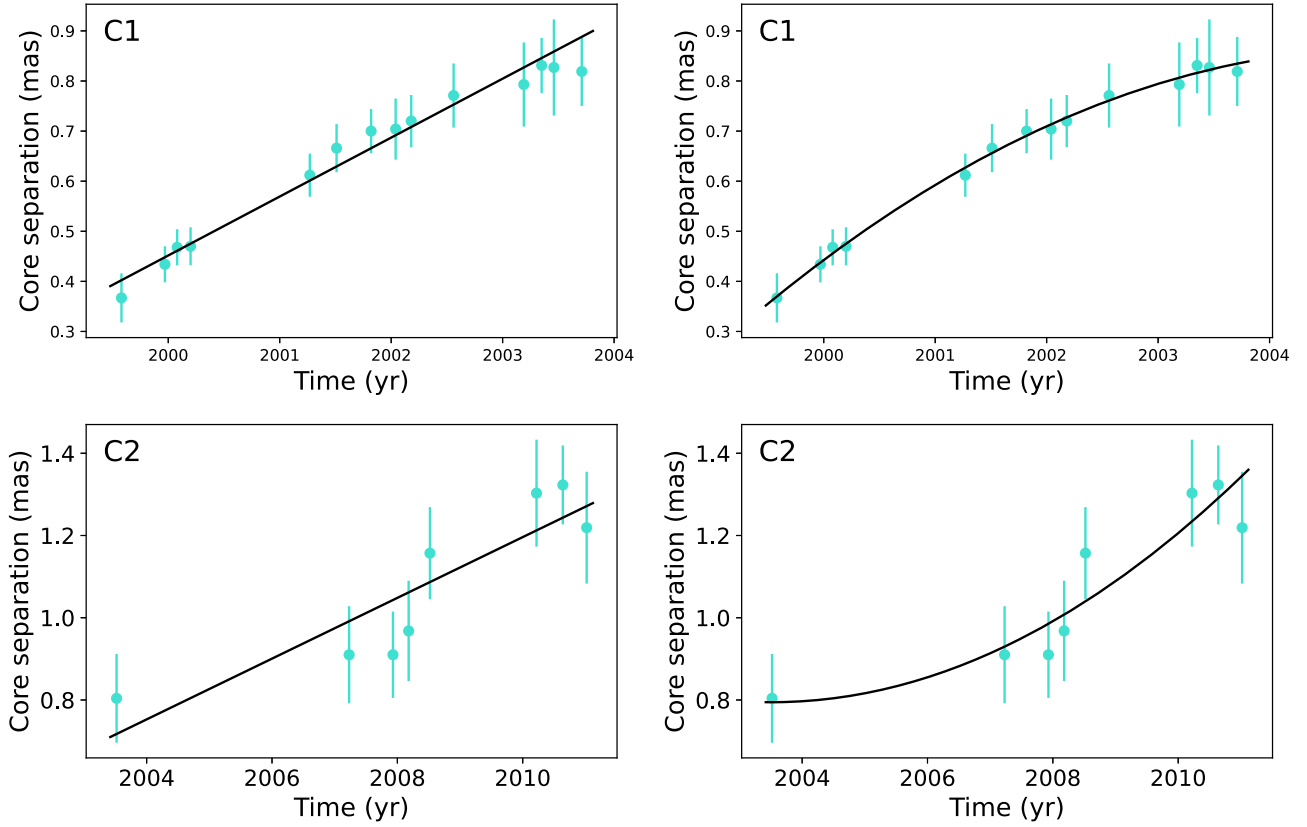 C1
Core separation (mas)
0.9
0.8
0.7
0.6
0.5
0.4
0.3
2000 2001 2002 2003 2004
Time (yr)
C1
Core separation (mas)
0.9
0.8
0.7
0.6
0.5
0.4
0.3
2000 2001 2002 2003 2004
Time (yr)
C2
Core separation (mas)
1.4
1.2
1.0
0.8
2004 2006 2008 2010
Time (yr)
C2
Core separation (mas)
1.4
1.2
1.0
0.8
2004 2006 2008 2010
Time (yr)